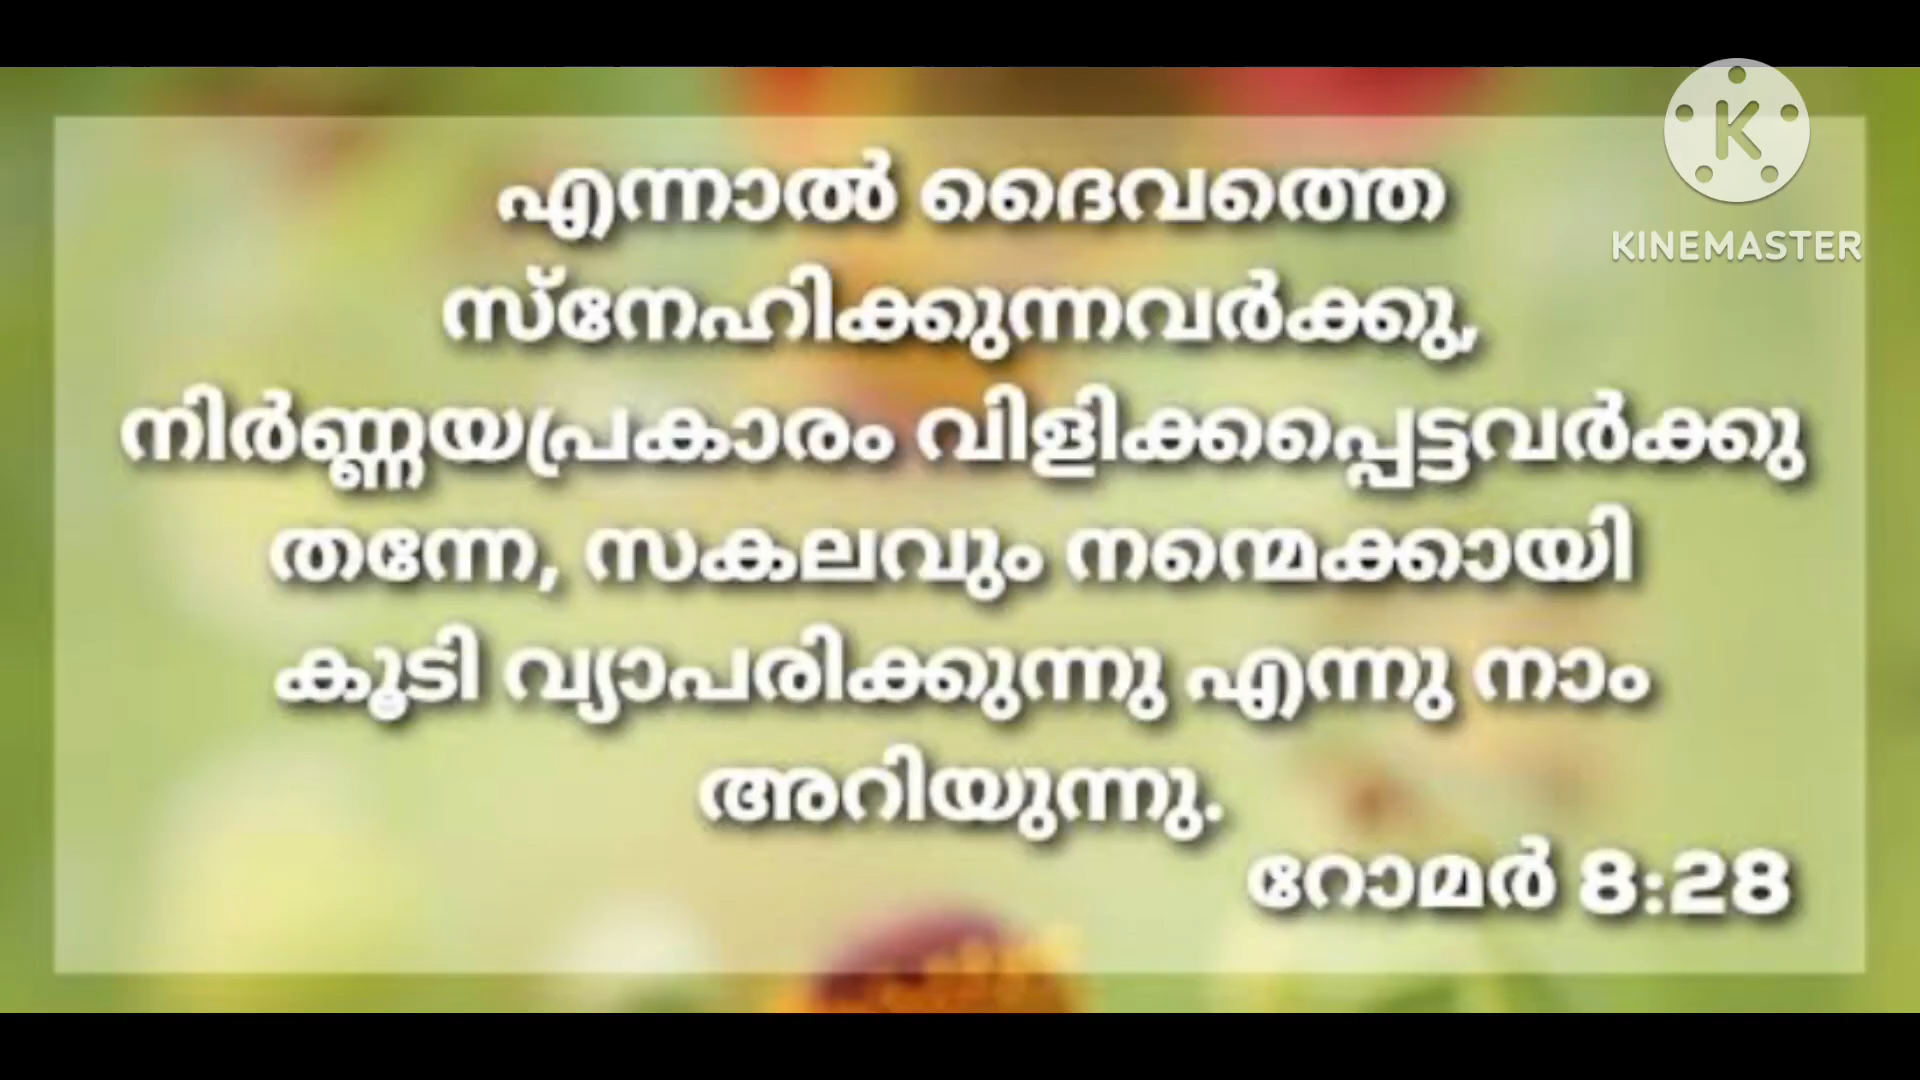 എന്നാൽ ദൈവത്തെ
സ്നേഹിക്കുന്നവർക്കു,
നിർണ്ണയപ്രകാരം വിളിക്കപ്പെട്ടവർക്കു
തന്നേ, സകലവും നന്മെക്കായി
കൂടി വ്യാപരിക്കുന്നു എന്നു നാം
അറിയുന്നു.
റോമർ 8:28
K
KINEMASTER